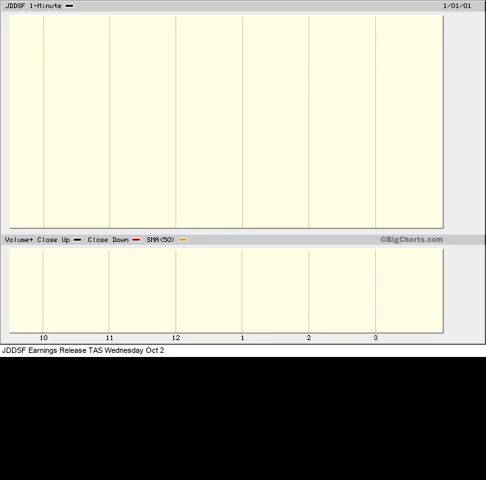 JDDSF 1-Minute 1/01/01
Volume+ Close Up Close Down SMA(50) ©BigCharts.com
10 11 12 1 2 3
JDDSF Earnings Release TAS Wednesday Oct 2